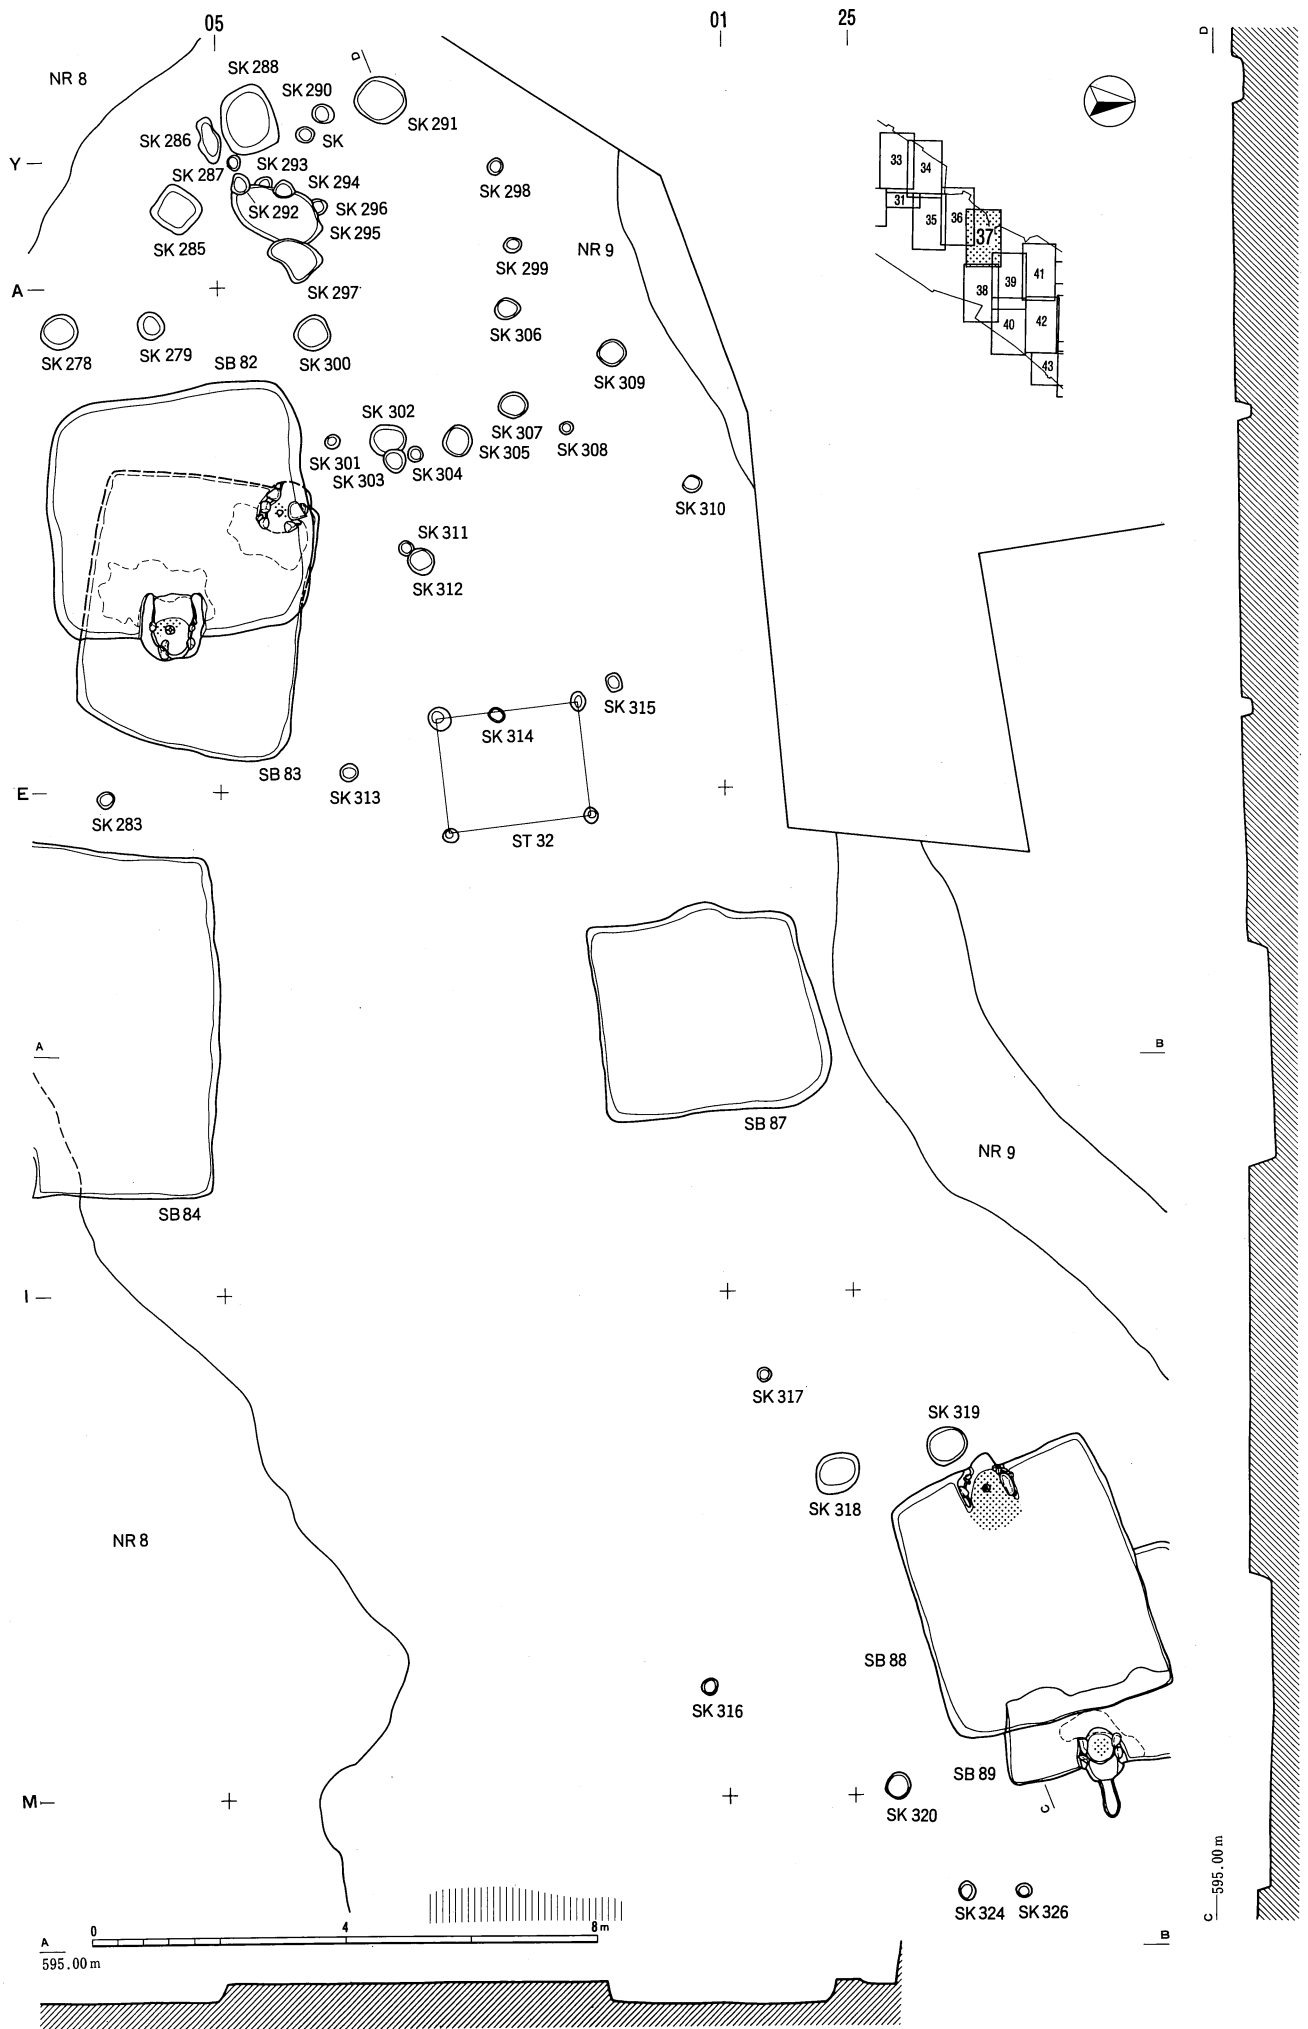 05
01
25
D
D
NR 8
SK 288
SK 290
SK 291
SK 286
SK
Y
SK 287
SK 293
SK 294
SK 298
SK 292
SK 296
SK 295
SK 285
SK 299
NR 9
SK 297
A
SK 306
SK 278
SK 279
SB 82
SK 300
SK 309
SK 302
SK 307
SK 308
SK 301
SK 305
SK 303
SK 304
SK 310
SK 311
SK 312
33
34
31
35
36
37
38
39
41
40
42
43
SK 315
SK 314
SB 83
SK 313
E
SK 283
ST 32
A
B
SB 87
NR 9
SB 84
I
SK 317
SK 319
SK 318
NR 8
SB 88
SK 316
SB 89
M
SK 320
C
SK 324
SK 326
C
595.00 m
0
4
8 m
A
B
595.00 m